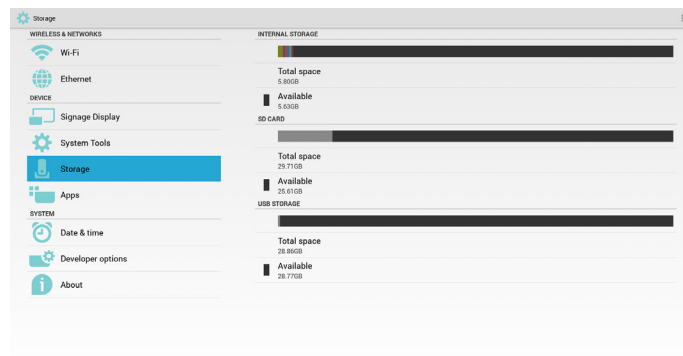 Storage
WIRELESS & NETWORKS
Wi-Fi
Ethernet
DEVICE
Signage Display
System Tools
Storage
Apps
SYSTEM
Date & time
Developer options
About
INTERNAL STORAGE
Total space
5.80GB
Available
5.63GB
SD CARD
Total space
29.71GB
Available
25.61GB
USB STORAGE
Total space
28.86GB
Available
28.77GB